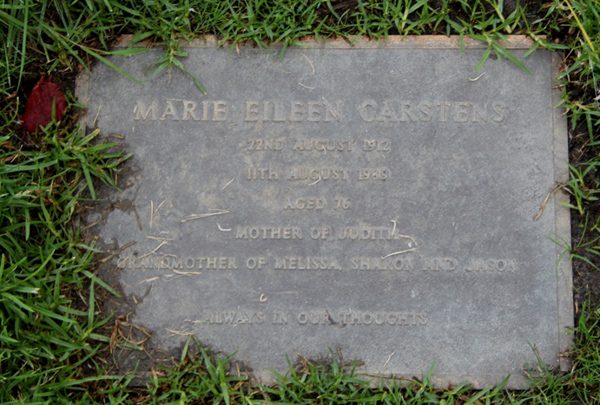 MARIE EILEEN CARSTENS
22ND AUGUST 1912
11TH AUGUST 1989
AGED 76
MOTHER OF JUDITH
GRANDMOTHER OF MELISSA, SHARON AND JASON
ALWAYS IN OUR THOUGHTS